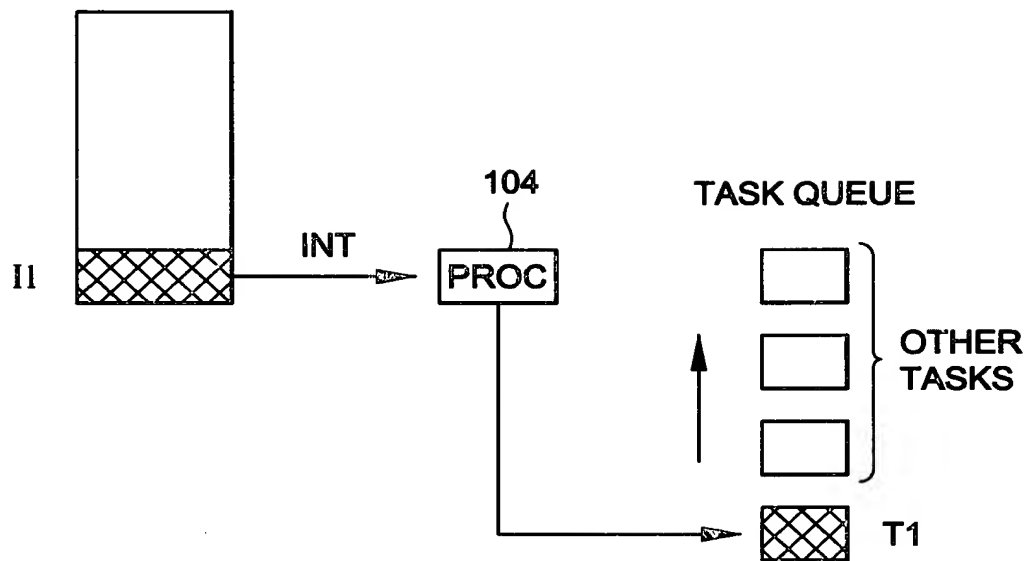 104
TASK QUEUE
INT
I1
PROC
OTHER
TASKS
T1